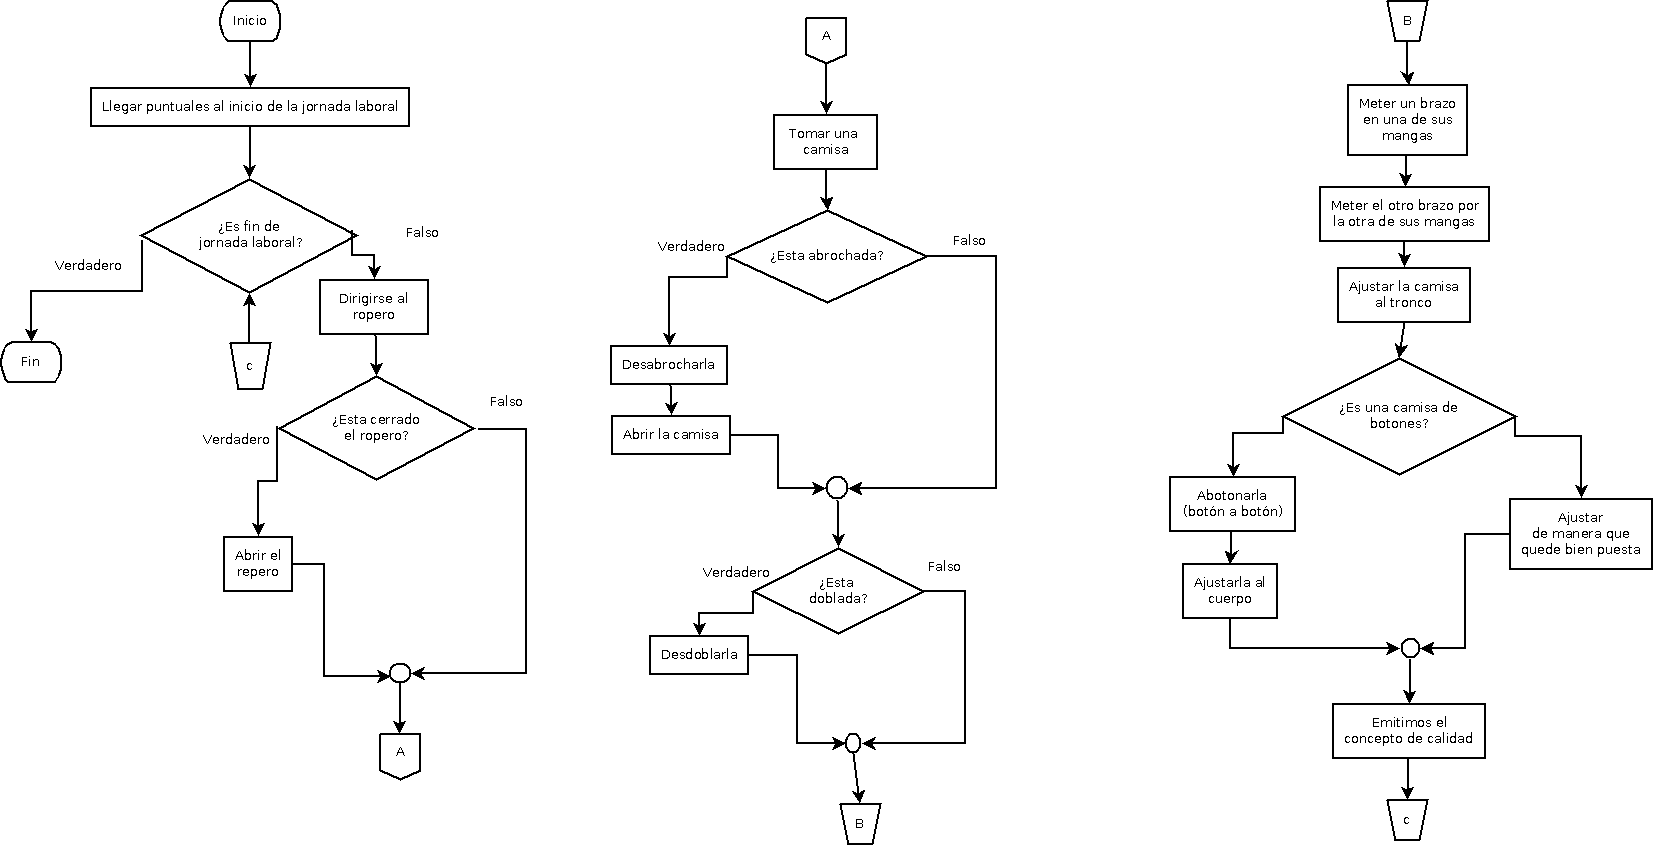 Inicio
Llegar puntuales al inicio de la jornada laboral
¿Es fin de
jornada laboral?
Falso
Verdadero
Fin
c
Dirigirse al
ropero
¿Esta cerrado
el ropero?
Falso
Verdadero
Abrir el
repero
A
A
Tomar una
camisa
¿Esta abrochada?
Verdadero
Falso
Desabrocharla
Abrir la camisa
¿Esta
doblada?
Verdadero
Falso
Desdoblarla
B
B
Meter un brazo
en una de sus
mangas
Meter el otro brazo por
la otra de sus mangas
Ajustar la camisa
al tronco
¿Es una camisa de
botones?
Abotonarla
(botón a botón)
Ajustarla al
cuerpo
Ajustar
de manera que
quede bien puesta
Emitimos el
concepto de calidad
c